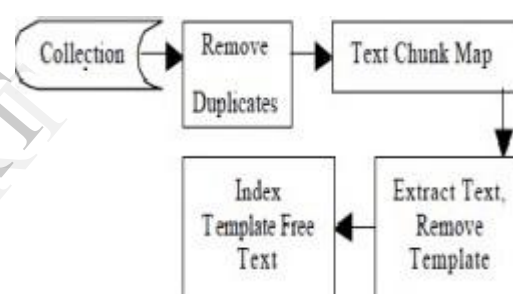 Collection
Remove
Duplicates
Text Chunk Map
Extract Text,
Remove
Template
Index
Template Free
Text